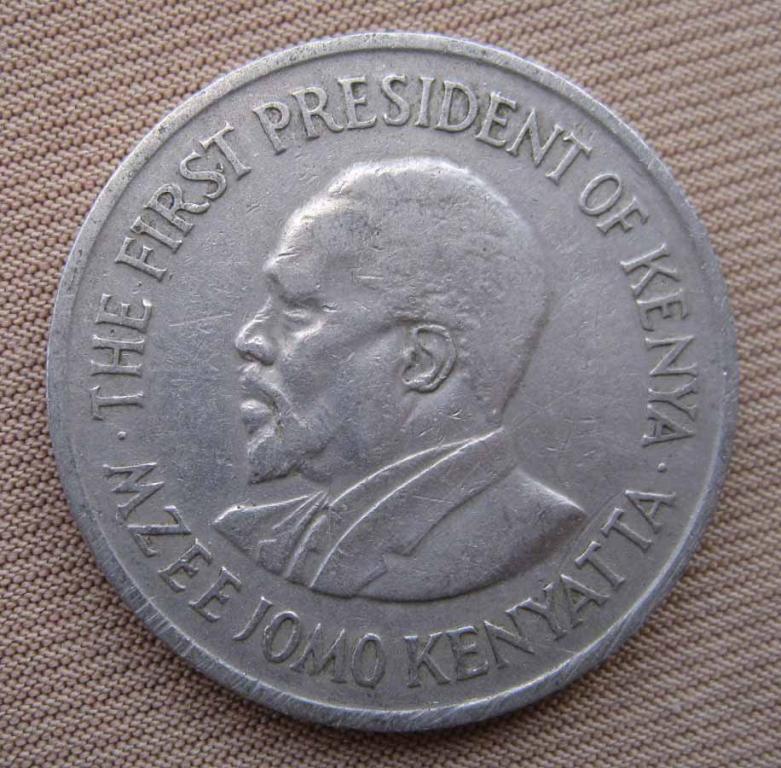 · THE FIRST PRESIDENT OF KENYA ·
MZEE JOMO KENYATTA